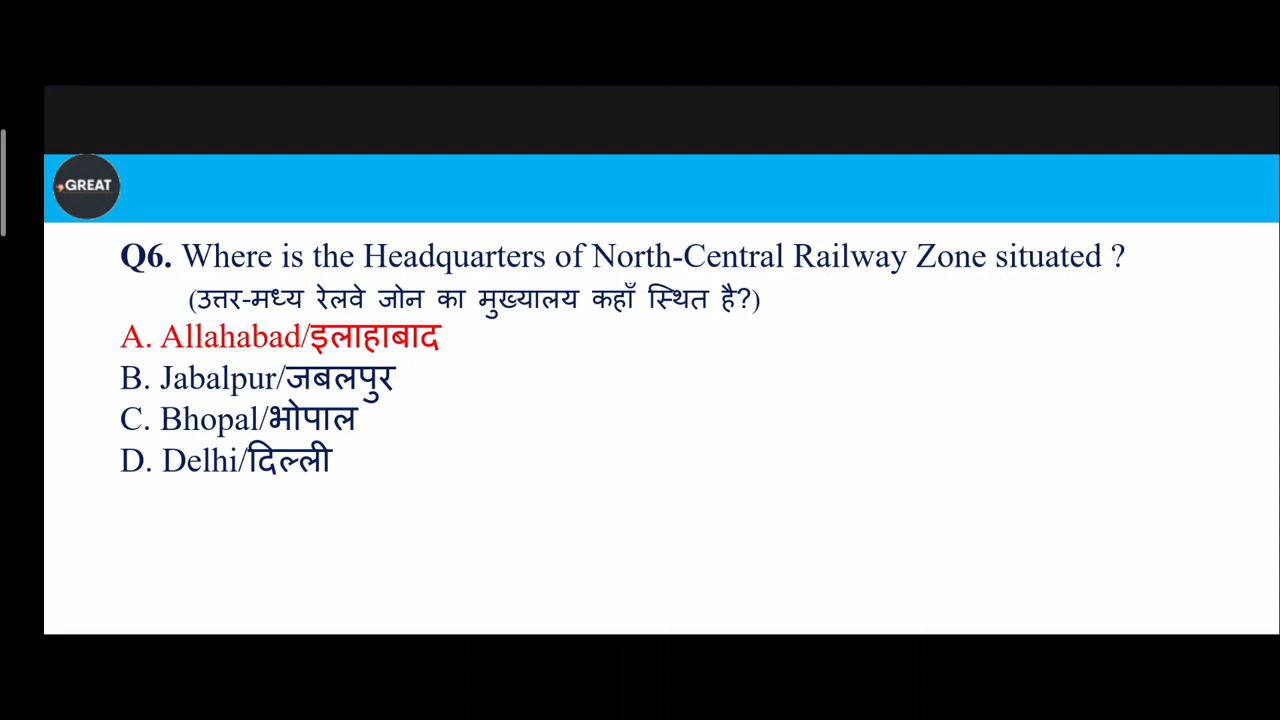 GREAT
Q6. Where is the Headquarters of North-Central Railway Zone situated ?
(उत्तर-मध्य रेलवे जोन का मुख्यालय कहाँ स्थित है?)
A. Allahabad/इलाहाबाद
B. Jabalpur/जबलपुर
C. Bhopal/भोपाल
D. Delhi/दिल्ली